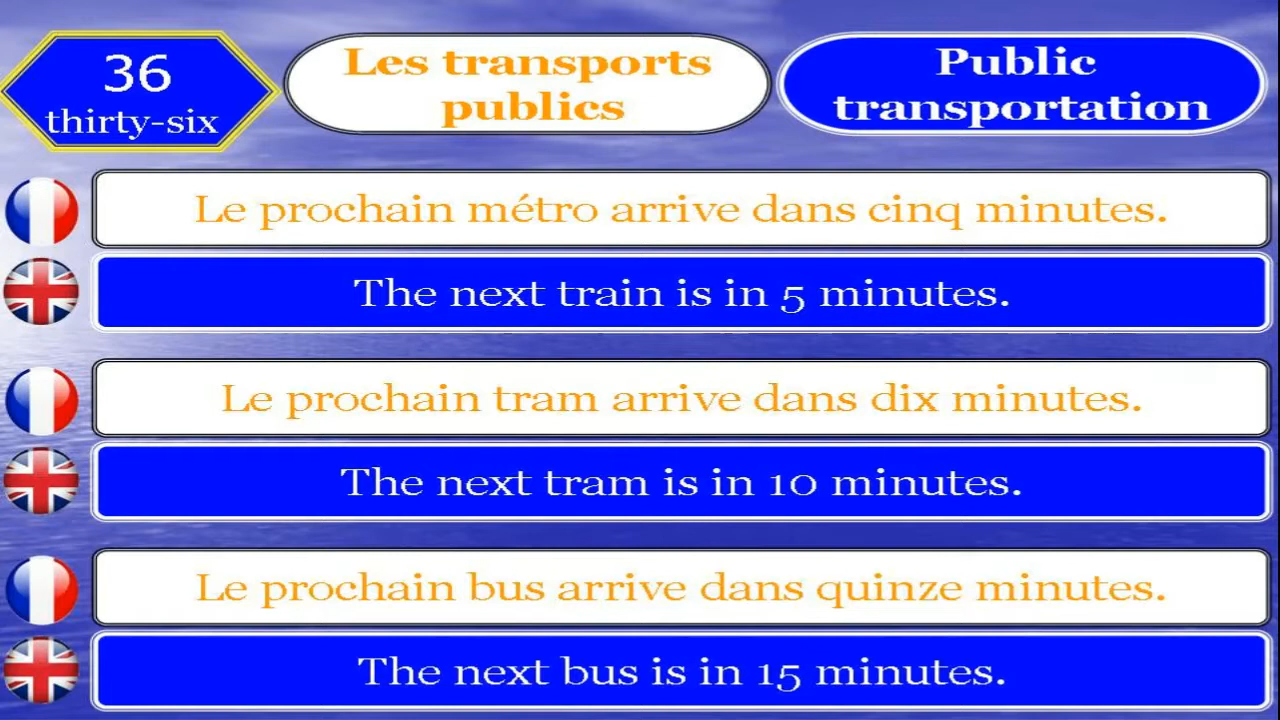 36
thirty-six
Les transports
publics
Public
transportation
Le prochain métro arrive dans cinq minutes.
The next train is in 5 minutes.
Le prochain tram arrive dans dix minutes.
The next tram is in 10 minutes.
Le prochain bus arrive dans quinze minutes.
The next bus is in 15 minutes.